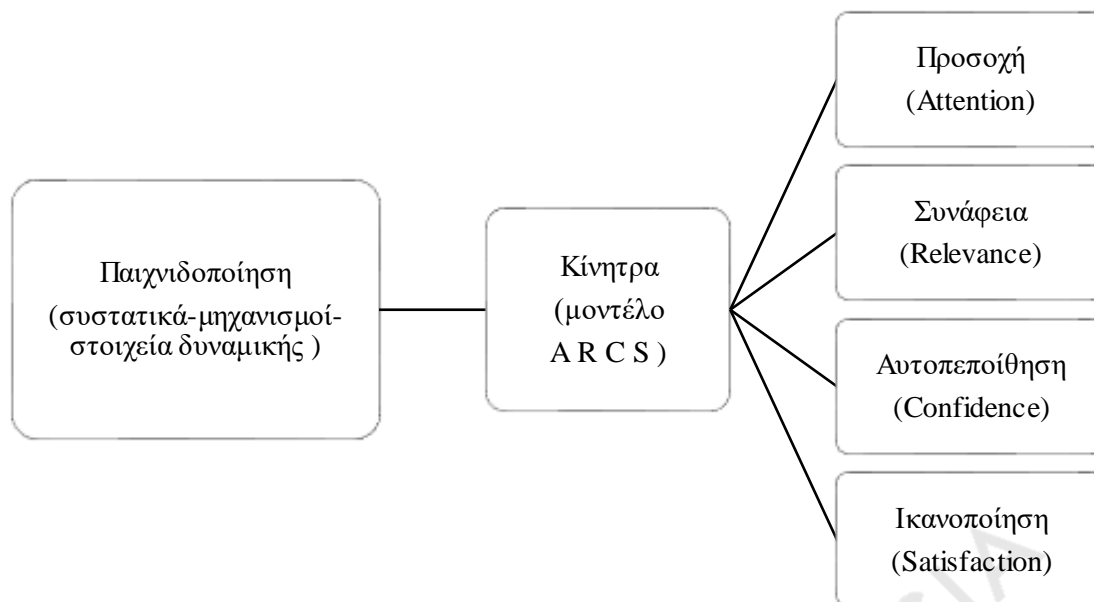 Παιχνιδοποίηση
(συστατικά-μηχανισμοί-
στοιχεία δυναμικής )
Κίνητρα
(μοντέλο
A R C S )
Προσοχή
(Attention)
Συνάφεια
(Relevance)
Αυτοπεποίθηση
(Confidence)
Ικανοποίηση
(Satisfaction)